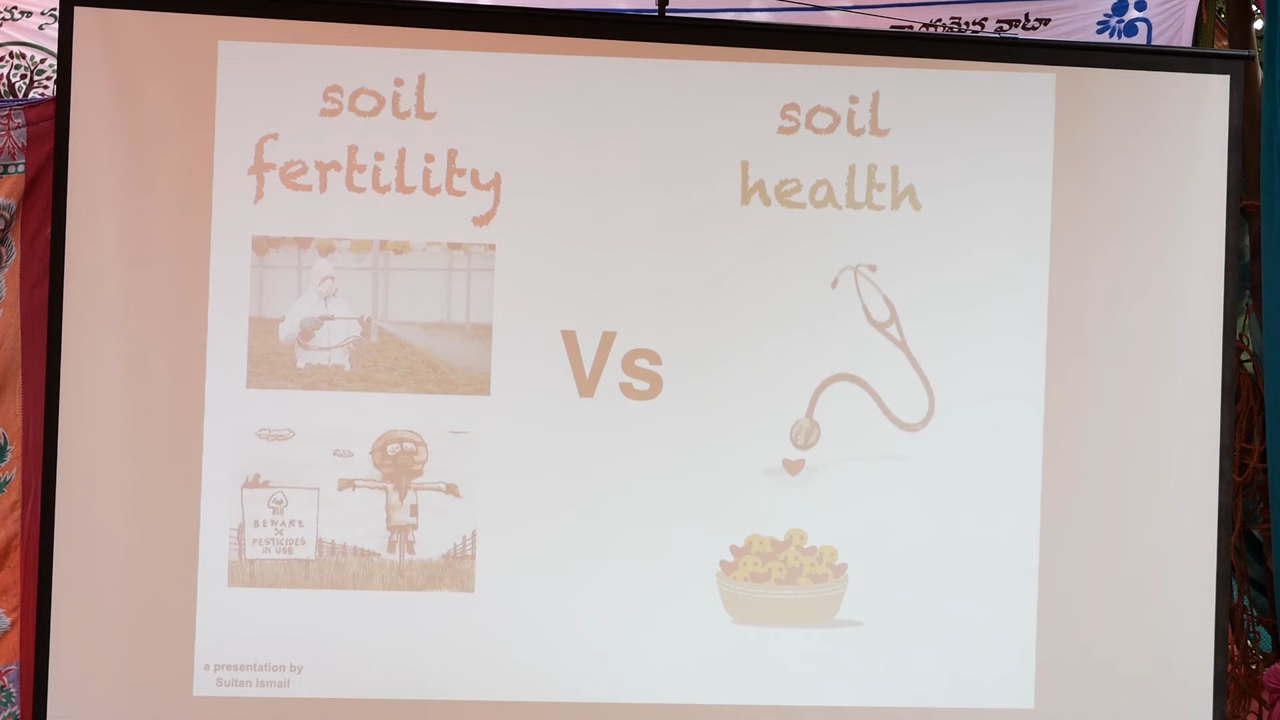 వాటా
soil
fertility
soil
health
Vs
BEWARE
PESTICIDES
IN USE
a presentation by
Sultan Ismail